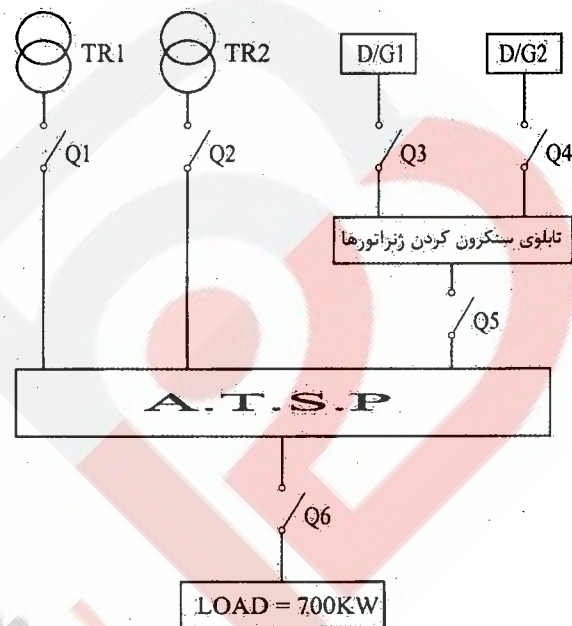 TR1 TR2 D/G1 D/G2
Q1 Q2 Q3 Q4
تابلوی سنکرون کردن ژنراتورها
Q5
A.T.S.P
Q6
LOAD = 700KW